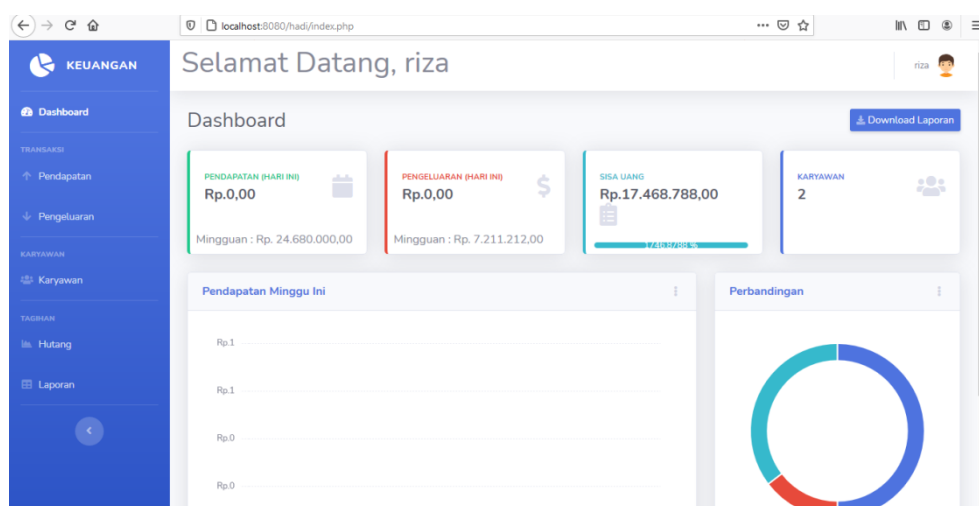 localhost:8080/hadi/index.php
KEUANGAN
Selamat Datang, riza
riza
Dashboard
Dashboard
Download Laporan
TRANSAKSI
Pendapatan
Pengeluaran
KARYAWAN
Karyawan
TAGIHAN
Hutang
Laporan
PENDAPATAN (HARI INI)
Rp.0,00
Mingguan : Rp. 24.680.000,00
PENGELUARAN (HARI INI)
Rp.0,00
Mingguan : Rp. 7.211.212,00
SISA UANG
Rp.17.468.788,00
1746.8788 %
KARYAWAN
2
Pendapatan Minggu Ini
Rp.1
Rp.1
Rp.0
Rp.0
Perbandingan